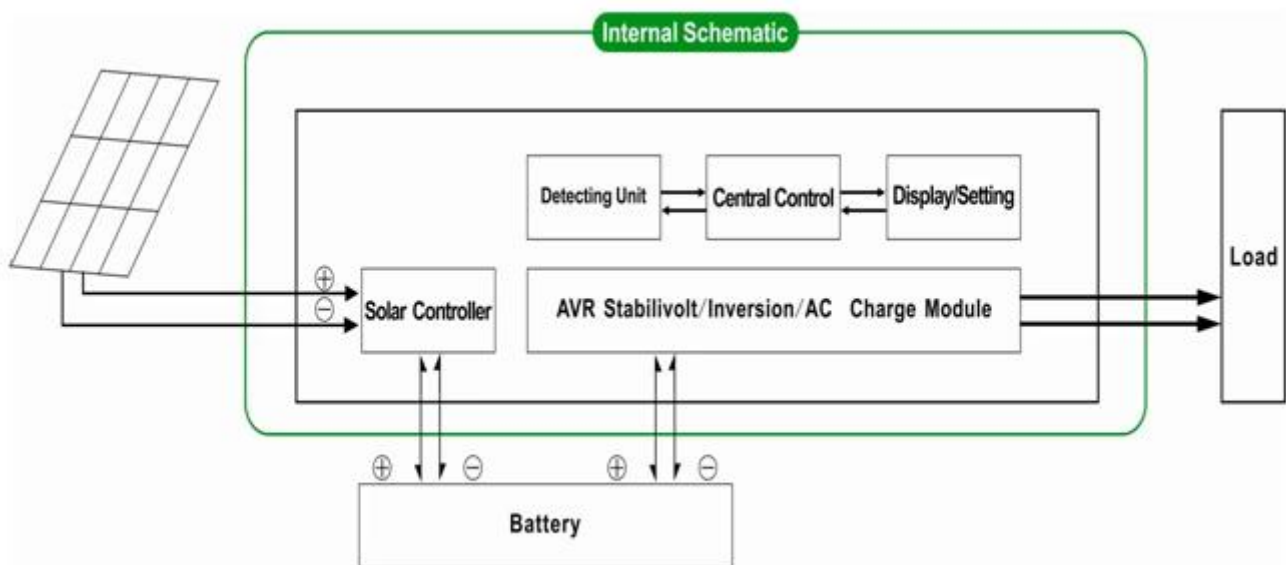 Internal Schematic
Detecting Unit
Central Control
Display/Setting
Load
⊕
⊖
Solar Controller
AVR Stabilivolt/Inversion/AC Charge Module
⊕ ⊖ ⊕ ⊖
Battery